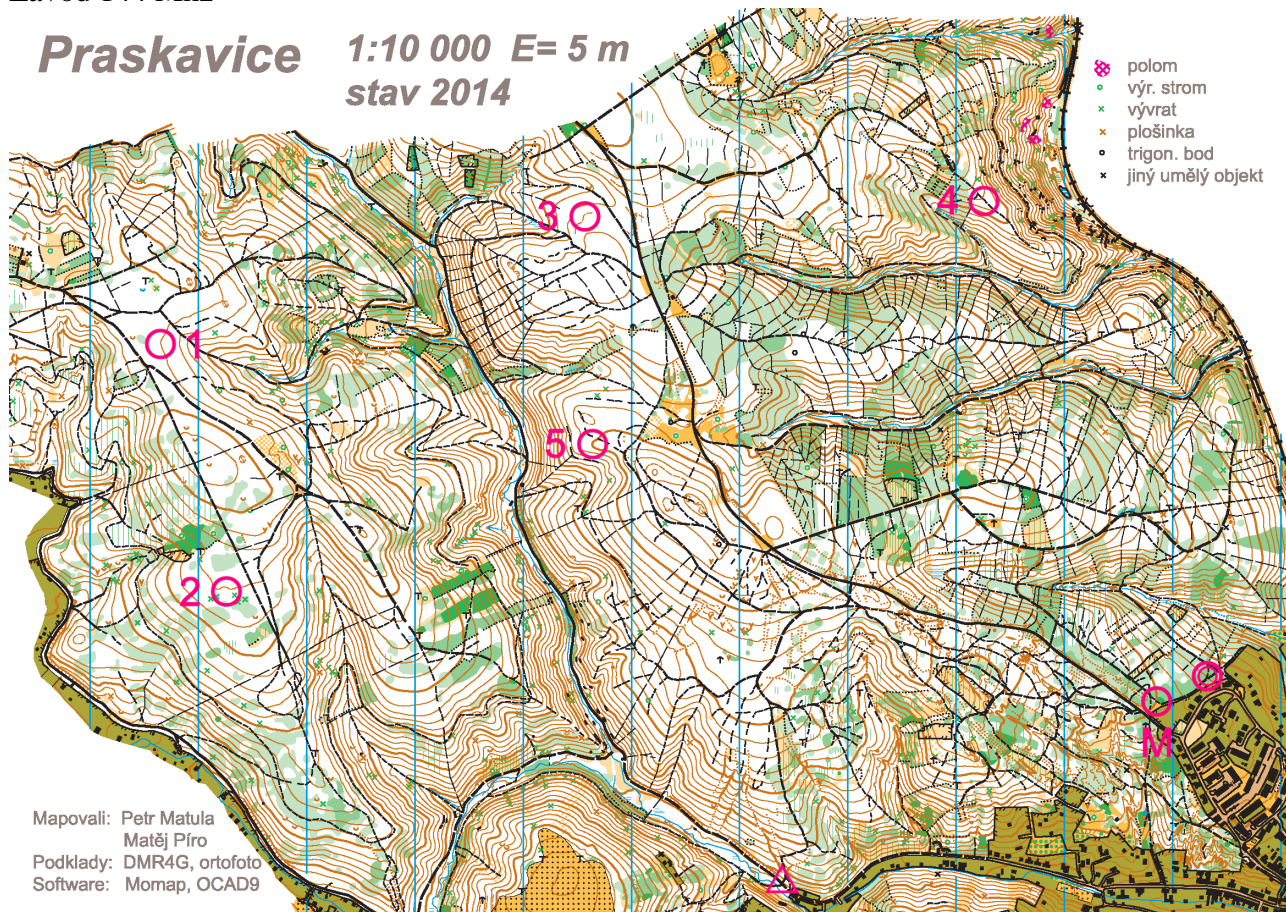 Praskavice
1:10 000 E= 5 m
stav 2014
polom
výr. strom
vývrat
plošinka
trigon. bod
jiný umělý objekt
3
4
1
5
2
M
Mapovali: Petr Matula
Matěj Píro
Podklady: DMR4G, ortofoto
Software: Momap, OCAD9